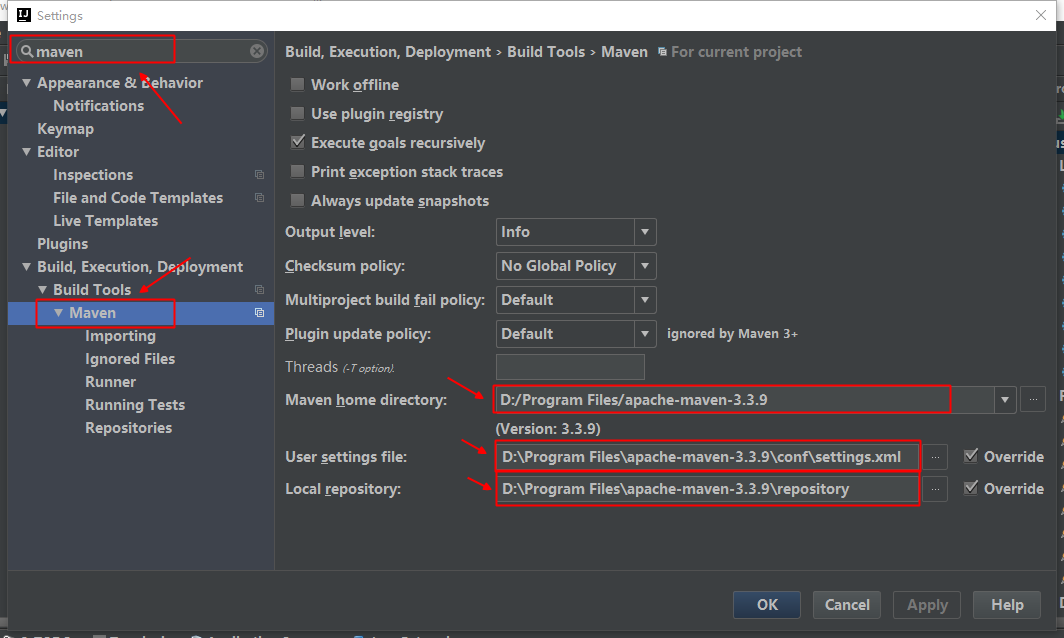 Settings
maven
Appearance & Behavior
Notifications
Keymap
Editor
Inspections
File and Code Templates
Live Templates
Plugins
Build, Execution, Deployment
Build Tools
Maven
Importing
Ignored Files
Runner
Running Tests
Repositories
Build, Execution, Deployment › Build Tools › Maven For current project
Work offline
Use plugin registry
Execute goals recursively
Print exception stack traces
Always update snapshots
Output level: Info
Checksum policy: No Global Policy
Multiproject build fail policy: Default
Plugin update policy: Default ignored by Maven 3+
Threads (-T option).
Maven home directory: D:/Program Files/apache-maven-3.3.9 ...
(Version: 3.3.9)
User settings file: D:\Program Files\apache-maven-3.3.9\conf\settings.xml ... Override
Local repository: D:\Program Files\apache-maven-3.3.9\repository ... Override
OK Cancel Apply Help